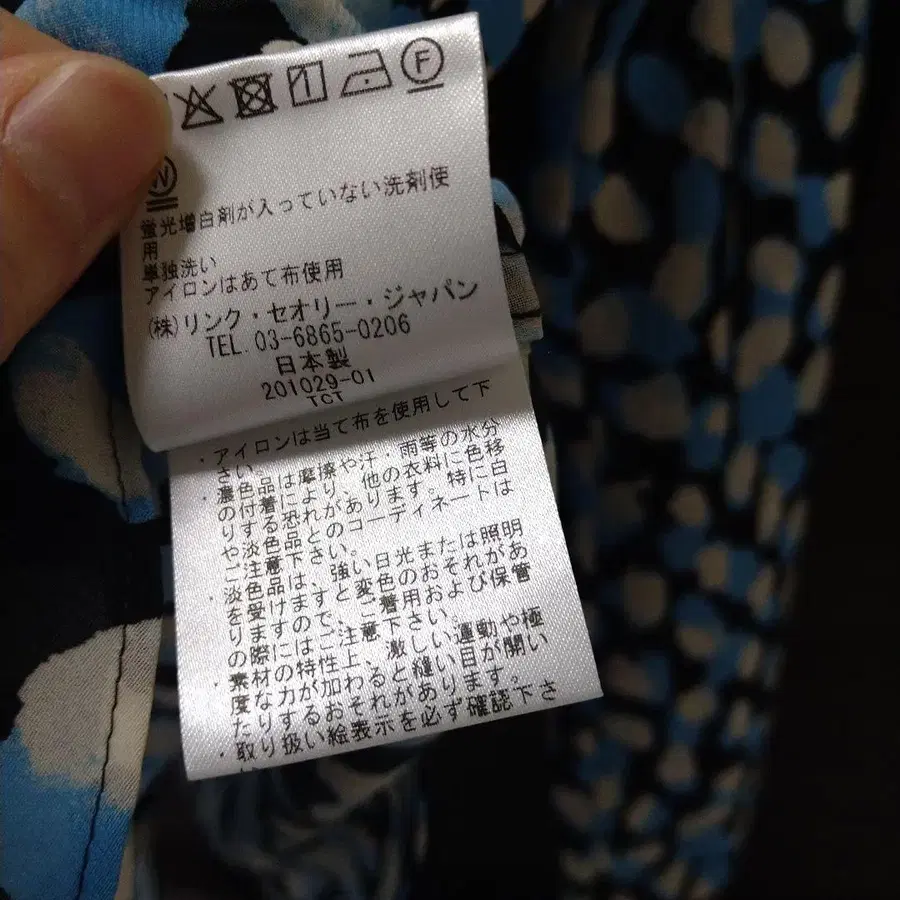 F
W
蛍光増白剤が入っていない洗剤使
用
単独洗い
アイロンはあて布使用
(株)リンク・セオリー・ジャパン
TEL.03-6865-0206
日本製
201029-01
TCT
・アイロンは当て布を使用して下
さい。
・濃色品は摩擦や汗・雨等の水分
の付着により、他の衣料に色移
りする恐れがあります。特に白
や淡色品とのコーディネートは
ご注意下さい。
・淡色品は、強い日光または照明
を受けますと変色のおそれがあ
りますので、ご着用および保管
の際にはご注意下さい。
・素材の特性上、激しい運動や極
度な力が加わると縫い目が開い
たりするおそれがあります。
・取り扱い絵表示を必ず確認下さ